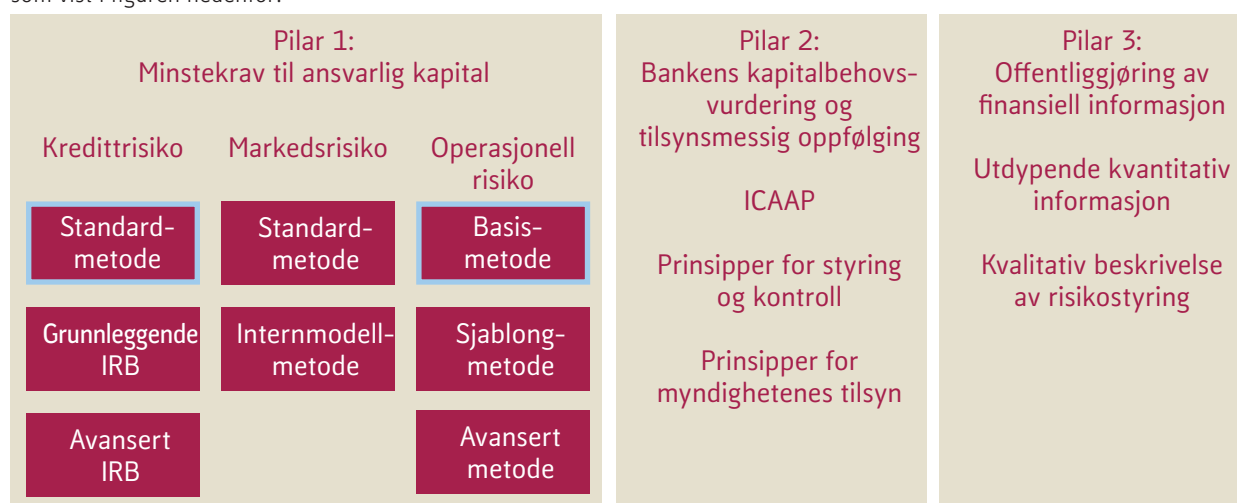 Pilar 1:
Minstekrav til ansvarlig kapital
Kredittrisiko
Markedsrisiko
Operasjonell
risiko
Standard-
metode
Standard-
metode
Basis-
metode
Grunnleggende
IRB
Internmodell-
metode
Sjablong-
metode
Avansert
IRB
Avansert
metode
Pilar 2:
Bankens kapitalbehovs-
vurdering og
tilsynsmessig oppfølging
ICAAP
Prinsipper for styring
og kontroll
Prinsipper for
myndighetenes tilsyn
Pilar 3:
Offentliggjøring av
finansiell informasjon
Utdypende kvantitativ
informasjon
Kvalitativ beskrivelse
av risikostyring